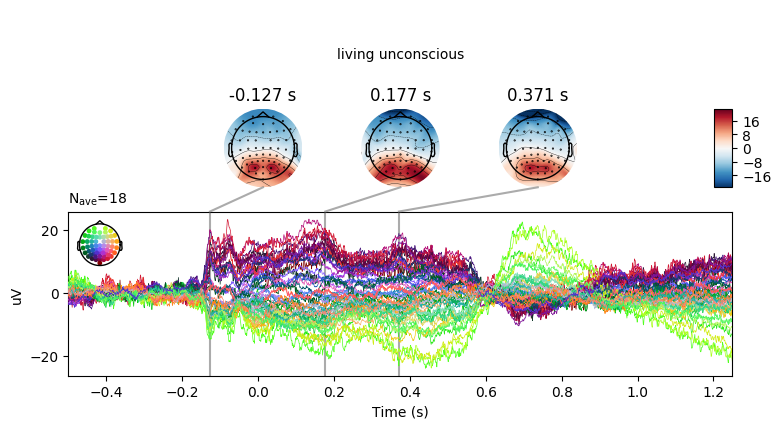 living unconscious
-0.127 s 0.177 s 0.371 s
16
8
0
−8
−16
Nave=18
20
0
−20
uV
−0.4 −0.2 0.0 0.2 0.4 0.6 0.8 1.0 1.2
Time (s)